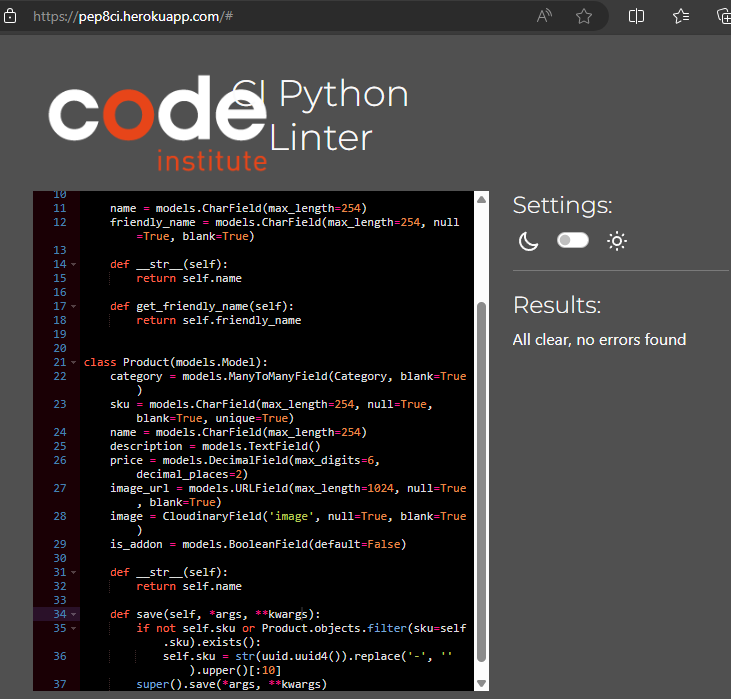 https://pep8ci.herokuapp.com/#
code institute
CI Python
Linter
10
11 name = models.CharField(max_length=254)
12 friendly_name = models.CharField(max_length=254, null
=True, blank=True)
13
14 def __str__(self):
15 return self.name
16
17 def get_friendly_name(self):
18 return self.friendly_name
19
20
21 class Product(models.Model):
22 category = models.ManyToManyField(Category, blank=True
)
23 sku = models.CharField(max_length=254, null=True,
blank=True, unique=True)
24 name = models.CharField(max_length=254)
25 description = models.TextField()
26 price = models.DecimalField(max_digits=6,
decimal_places=2)
27 image_url = models.URLField(max_length=1024, null=True
, blank=True)
28 image = CloudinaryField('image', null=True, blank=True
)
29 is_addon = models.BooleanField(default=False)
30
31 def __str__(self):
32 return self.name
33
34 def save(self, *args, **kwargs):
35 if not self.sku or Product.objects.filter(sku=self
.sku).exists():
36 self.sku = str(uuid.uuid4()).replace('-', ''
).upper()[:10]
37 super().save(*args, **kwargs)
Settings:
Results:
All clear, no errors found